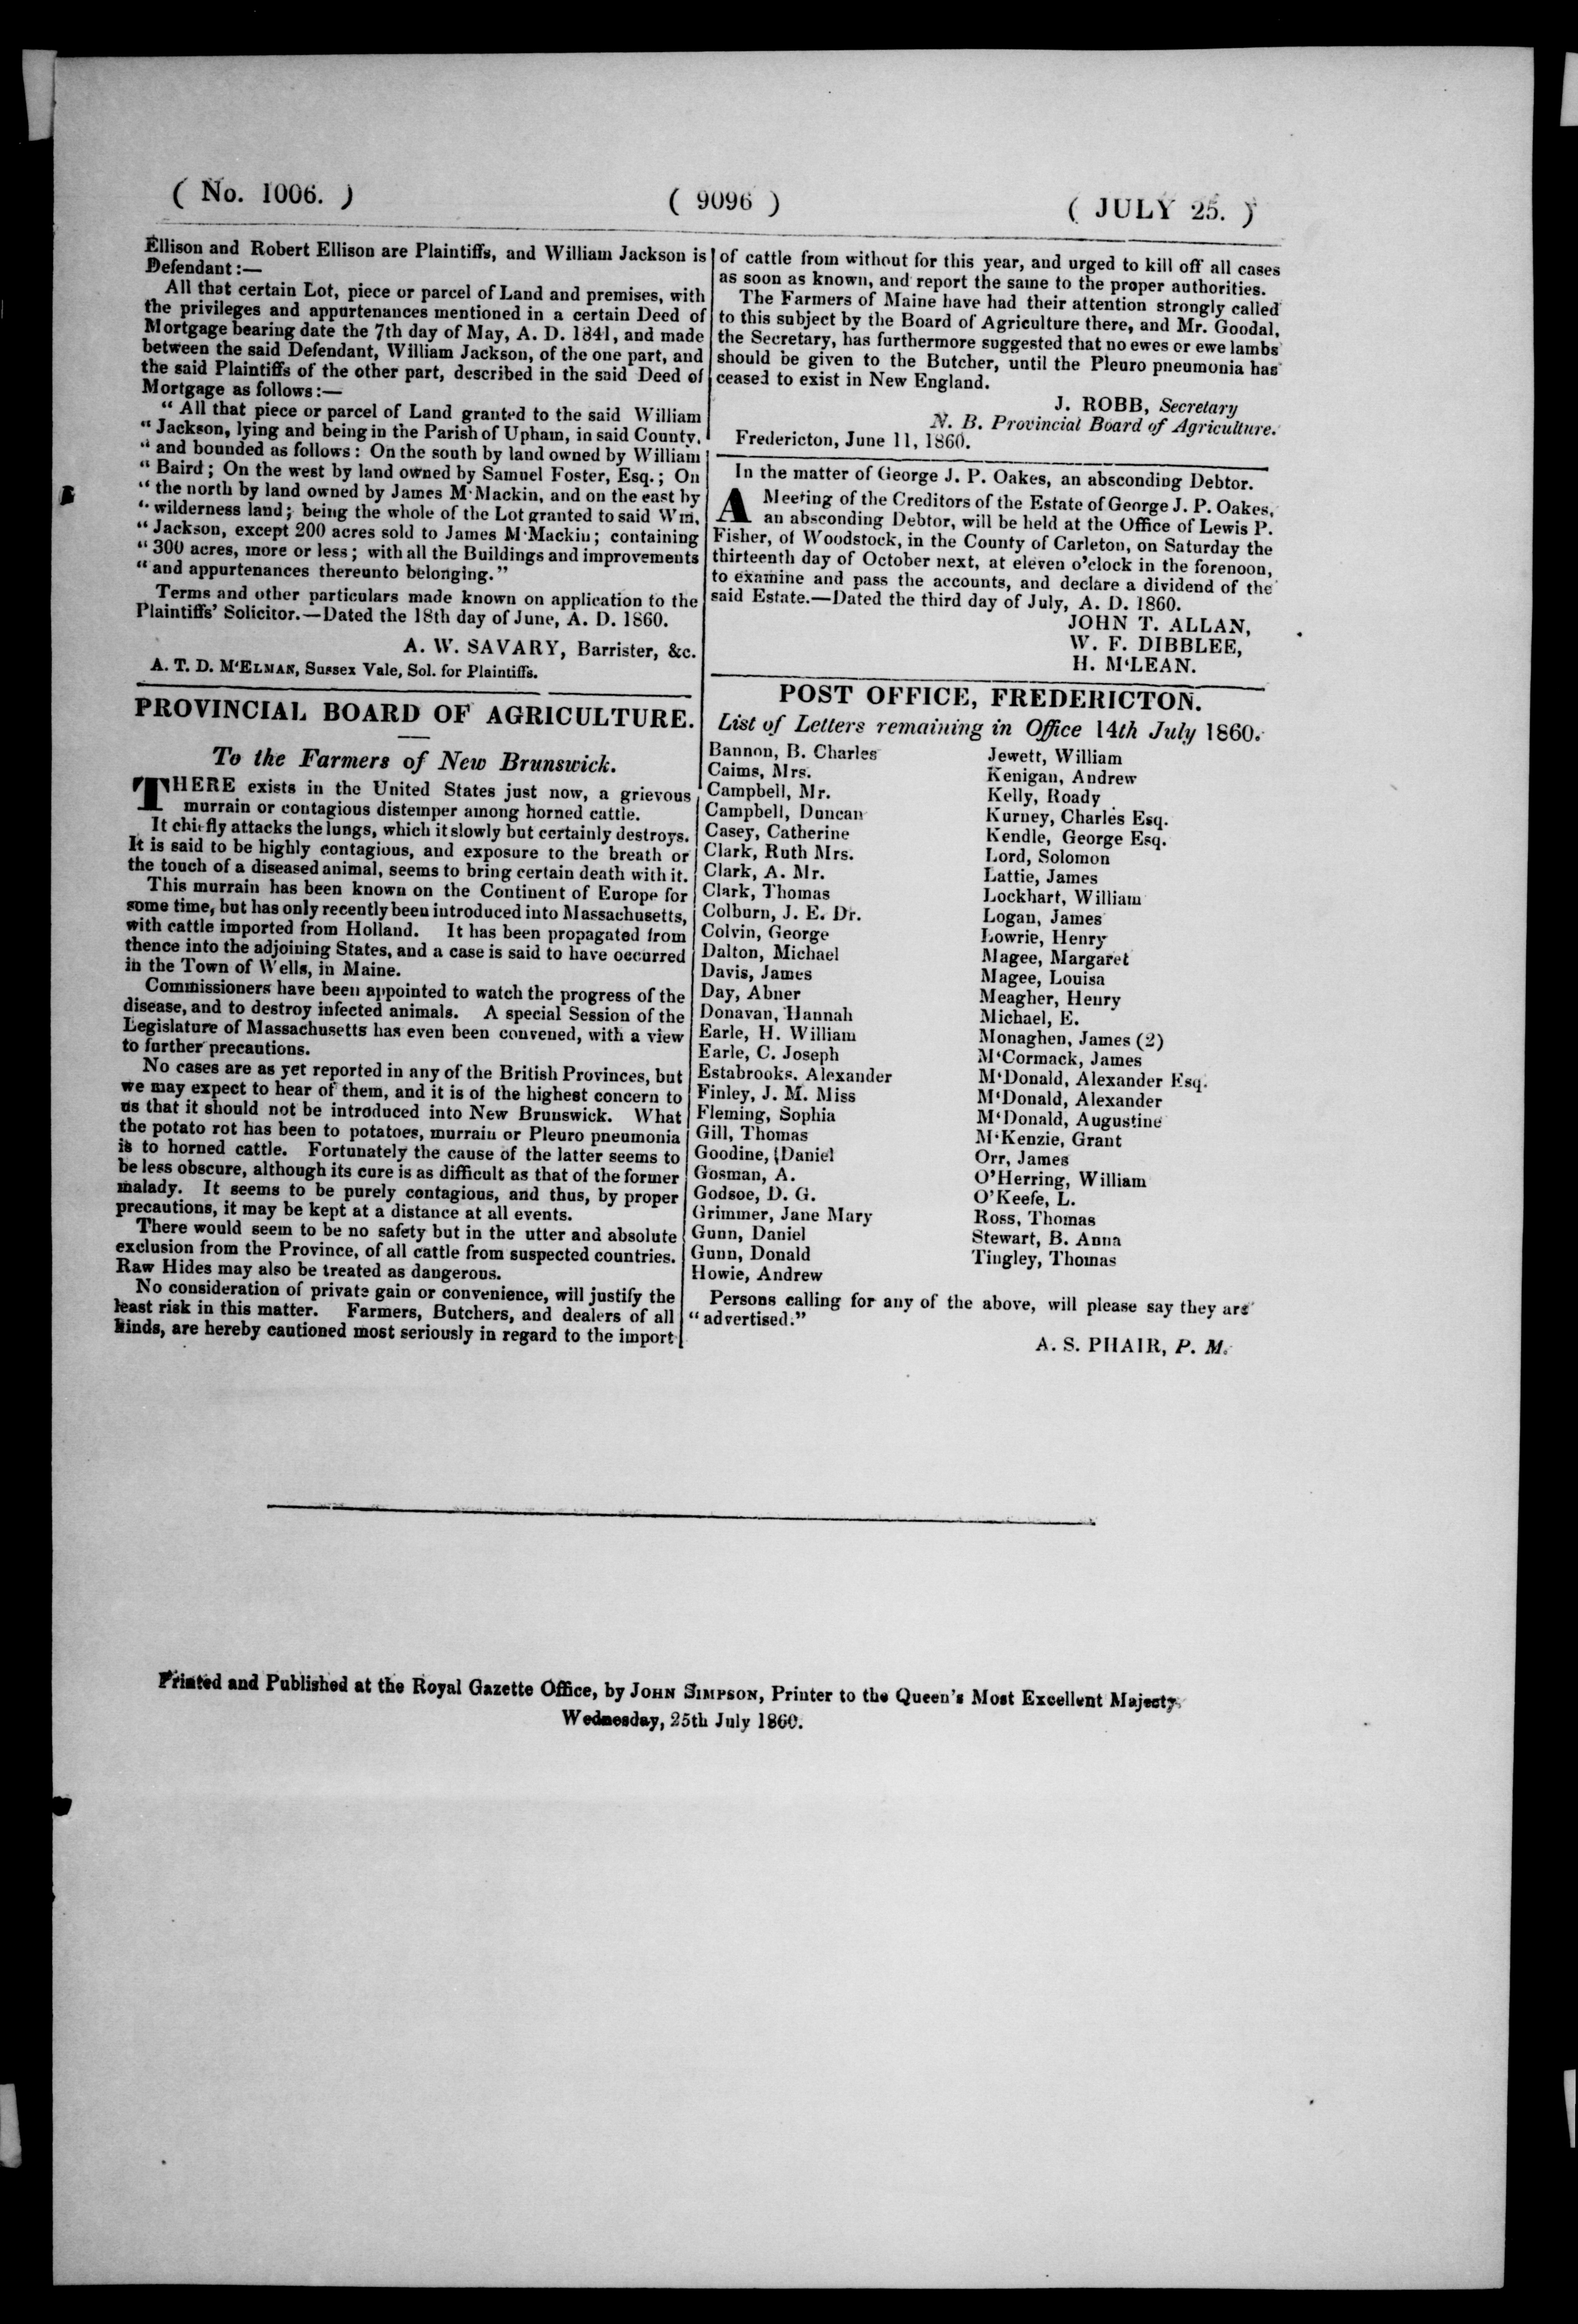 ( No. 1006. )
( 9096 )
( JULY 25. )
Ellison and Robert Ellison are Plaintiffs, and William Jackson is
Defendant :—
All that certain Lot, piece or parcel of Land and premises, with
the privileges and appurtenances mentioned in a certain Deed of
Mortgage bearing date the 7th day of May, A. D. 1841, and made
between the said Defendant, William Jackson, of the one part, and
the said Plaintiffs of the other part, described in the said Deed of
Mortgage as follows :—
“ All that piece or parcel of Land granted to the said William
“ Jackson, lying and being in the Parish of Upham, in said County,
“ and bounded as follows : On the south by land owned by William
“ Baird ; On the west by land owned by Samuel Foster, Esq. ; On
“ the north by land owned by James M‘Mackin, and on the east by
“ wilderness land ; being the whole of the Lot granted to said Wm.
“ Jackson, except 200 acres sold to James M‘Mackin ; containing
“ 300 acres, more or less ; with all the Buildings and improvements
“ and appurtenances thereunto belonging.”
Terms and other particulars made known on application to the
Plaintiffs’ Solicitor.—Dated the 18th day of June, A. D. 1860.
A. W. SAVARY, Barrister, &c.
A. T. D. M‘ELMAN, Sussex Vale, Sol. for Plaintiffs.
PROVINCIAL BOARD OF AGRICULTURE.
To the Farmers of New Brunswick.
THERE exists in the United States just now, a grievous
murrain or contagious distemper among horned cattle.
It chiefly attacks the lungs, which it slowly but certainly destroys.
It is said to be highly contagious, and exposure to the breath or
the touch of a diseased animal, seems to bring certain death with it.
This murrain has been known on the Continent of Europe for
some time, but has only recently been introduced into Massachusetts,
with cattle imported from Holland. It has been propagated from
thence into the adjoining States, and a case is said to have occurred
in the Town of Wells, in Maine.
Commissioners have been appointed to watch the progress of the
disease, and to destroy infected animals. A special Session of the
Legislature of Massachusetts has even been convened, with a view
to further precautions.
No cases are as yet reported in any of the British Provinces, but
we may expect to hear of them, and it is of the highest concern to
us that it should not be introduced into New Brunswick. What
the potato rot has been to potatoes, murrain or Pleuro pneumonia
is to horned cattle. Fortunately the cause of the latter seems to
be less obscure, although its cure is as difficult as that of the former
malady. It seems to be purely contagious, and thus, by proper
precautions, it may be kept at a distance at all events.
There would seem to be no safety but in the utter and absolute
exclusion from the Province, of all cattle from suspected countries.
Raw Hides may also be treated as dangerous.
No consideration of private gain or convenience, will justify the
least risk in this matter. Farmers, Butchers, and dealers of all
kinds, are hereby cautioned most seriously in regard to the import
of cattle from without for this year, and urged to kill off all cases
as soon as known, and report the same to the proper authorities.
The Farmers of Maine have had their attention strongly called
to this subject by the Board of Agriculture there, and Mr. Goodal,
the Secretary, has furthermore suggested that no ewes or ewe lambs
should be given to the Butcher, until the Pleuro pneumonia has
ceased to exist in New England.
J. ROBB, Secretary
N. B. Provincial Board of Agriculture.
Fredericton, June 11, 1860.
In the matter of George J. P. Oakes, an absconding Debtor.
A Meeting of the Creditors of the Estate of George J. P. Oakes,
an absconding Debtor, will be held at the Office of Lewis P.
Fisher, of Woodstock, in the County of Carleton, on Saturday the
thirteenth day of October next, at eleven o’clock in the forenoon,
to examine and pass the accounts, and declare a dividend of the
said Estate.—Dated the third day of July, A. D. 1860.
JOHN T. ALLAN,
W. F. DIBBLEE,
H. M‘LEAN.
POST OFFICE, FREDERICTON.
List of Letters remaining in Office 14th July 1860.
Bannon, B. Charles
Caims, Mrs.
Campbell, Mr.
Campbell, Duncan
Casey, Catherine
Clark, Ruth Mrs.
Clark, A. Mr.
Clark, Thomas
Colburn, J. E. Dr.
Colvin, George
Dalton, Michael
Davis, James
Day, Abner
Donavan, Hannah
Earle, H. William
Earle, C. Joseph
Estabrooks. Alexander
Finley, J. M. Miss
Fleming, Sophia
Gill, Thomas
Goodine, (Daniel
Gosman, A.
Godsoe, D. G.
Grimmer, Jane Mary
Gunn, Daniel
Gunn, Donald
Howie, Andrew
Jewett, William
Kenigan, Andrew
Kelly, Roady
Kurney, Charles Esq.
Kendle, George Esq.
Lord, Solomon
Lattie, James
Lockhart, William
Logan, James
Lowrie, Henry
Magee, Margaret
Magee, Louisa
Meagher, Henry
Michael, E.
Monaghen, James (2)
M‘Cormack, James
M‘Donald, Alexander Esq.
M‘Donald, Alexander
M‘Donald, Augustine
M‘Kenzie, Grant
Orr, James
O’Herring, William
O’Keefe, L.
Ross, Thomas
Stewart, B. Anna
Tingley, Thomas
Persons calling for any of the above, will please say they are
“ advertised.”
A. S. PHAIR, P. M.
Printed and Published at the Royal Gazette Office, by JOHN SIMPSON, Printer to the Queen’s Most Excellent Majesty.
Wednesday, 25th July 1860.